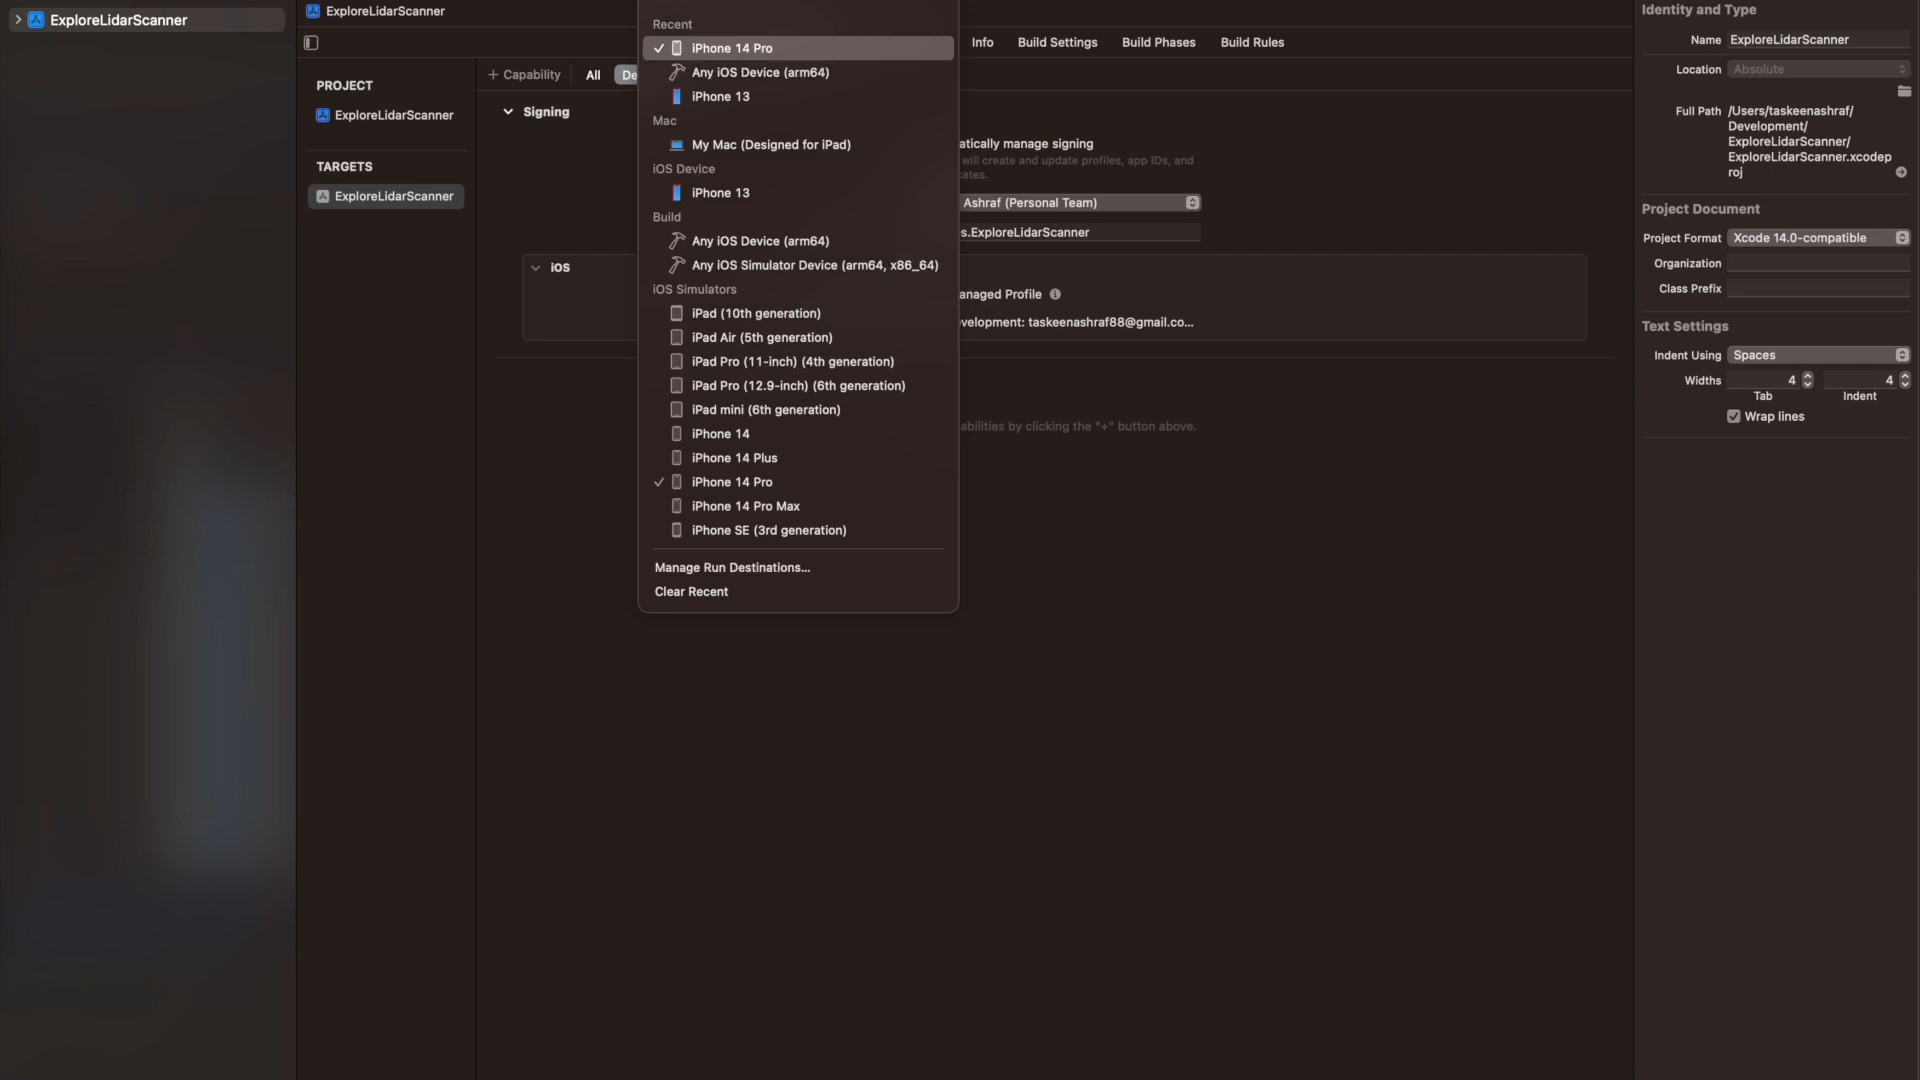 ExploreLidarScanner
ExploreLidarScanner
Info
Build Settings
Build Phases
Build Rules
PROJECT
ExploreLidarScanner
TARGETS
ExploreLidarScanner
+ Capability
All
De
Signing
atically manage signing
will create and update profiles, app IDs, and
cates.
Ashraf (Personal Team)
s.ExploreLidarScanner
iOS
anaged Profile
velopment: taskeenashraf88@gmail.co...
abilities by clicking the "+" button above.
Recent
iPhone 14 Pro
Any iOS Device (arm64)
iPhone 13
Mac
My Mac (Designed for iPad)
iOS Device
iPhone 13
Build
Any iOS Device (arm64)
Any iOS Simulator Device (arm64, x86_64)
iOS Simulators
iPad (10th generation)
iPad Air (5th generation)
iPad Pro (11-inch) (4th generation)
iPad Pro (12.9-inch) (6th generation)
iPad mini (6th generation)
iPhone 14
iPhone 14 Plus
iPhone 14 Pro
iPhone 14 Pro Max
iPhone SE (3rd generation)
Manage Run Destinations...
Clear Recent
Identity and Type
Name ExploreLidarScanner
Location Absolute
Full Path /Users/taskeenashraf/
Development/
ExploreLidarScanner/
ExploreLidarScanner.xcodep
roj
Project Document
Project Format Xcode 14.0-compatible
Organization
Class Prefix
Text Settings
Indent Using Spaces
Widths 4 4
Tab Indent
Wrap lines